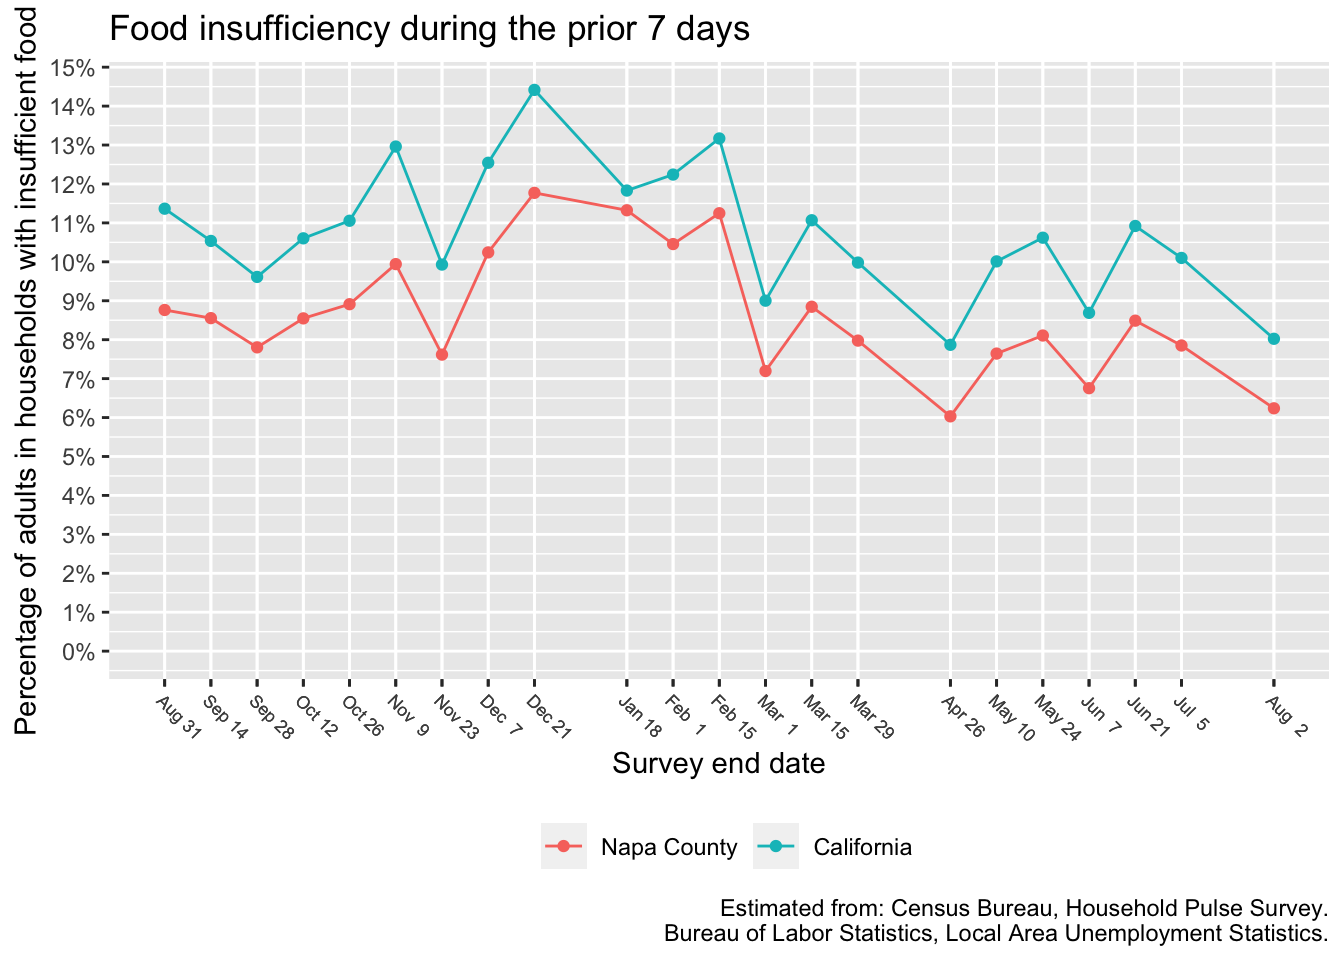 Food insufficiency during the prior 7 days
Percentage of adults in households with insufficient food
15%
14%
13%
12%
11%
10%
9%
8%
7%
6%
5%
4%
3%
2%
1%
0%
Aug 31
Sep 14
Sep 28
Oct 12
Oct 26
Nov 9
Nov 23
Dec 7
Dec 21
Jan 18
Feb 1
Feb 15
Mar 1
Mar 15
Mar 29
Apr 26
May 10
May 24
Jun 7
Jun 21
Jul 5
Aug 2
Survey end date
Napa County
California
Estimated from: Census Bureau, Household Pulse Survey.
Bureau of Labor Statistics, Local Area Unemployment Statistics.